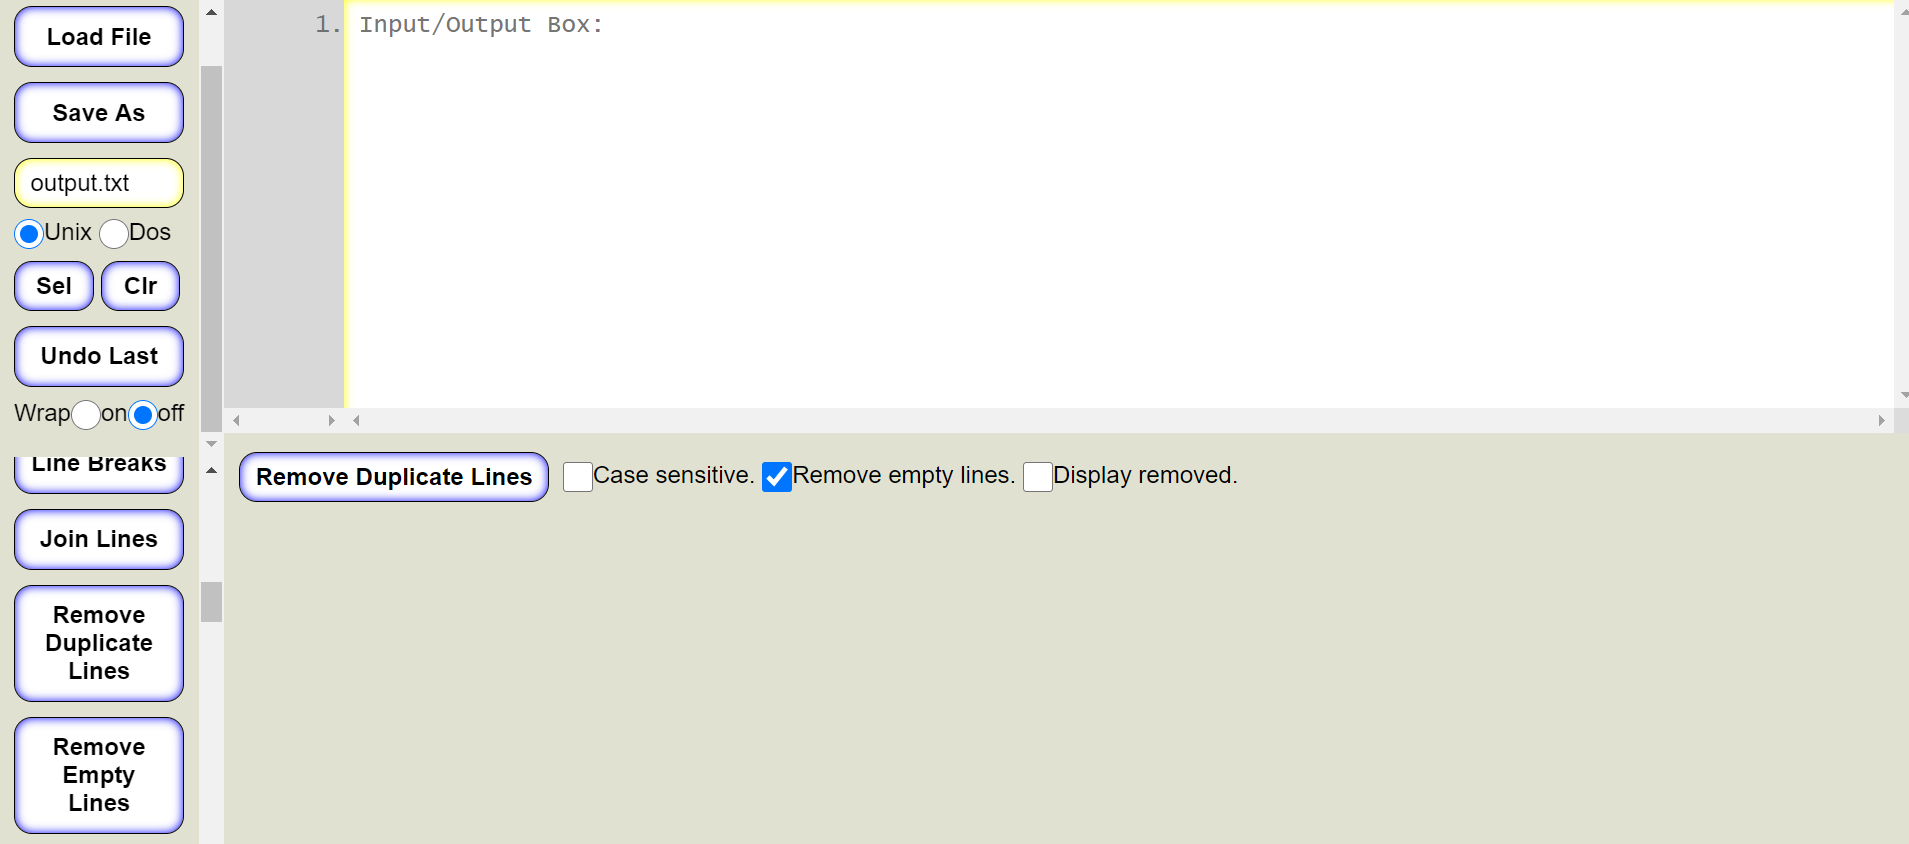 Load File
Save As
output.txt
Unix Dos
Sel Clr
Undo Last
Wrap on off
1. Input/Output Box:
Line Breaks
Join Lines
Remove
Duplicate
Lines
Remove
Empty
Lines
Remove Duplicate Lines Case sensitive. Remove empty lines. Display removed.